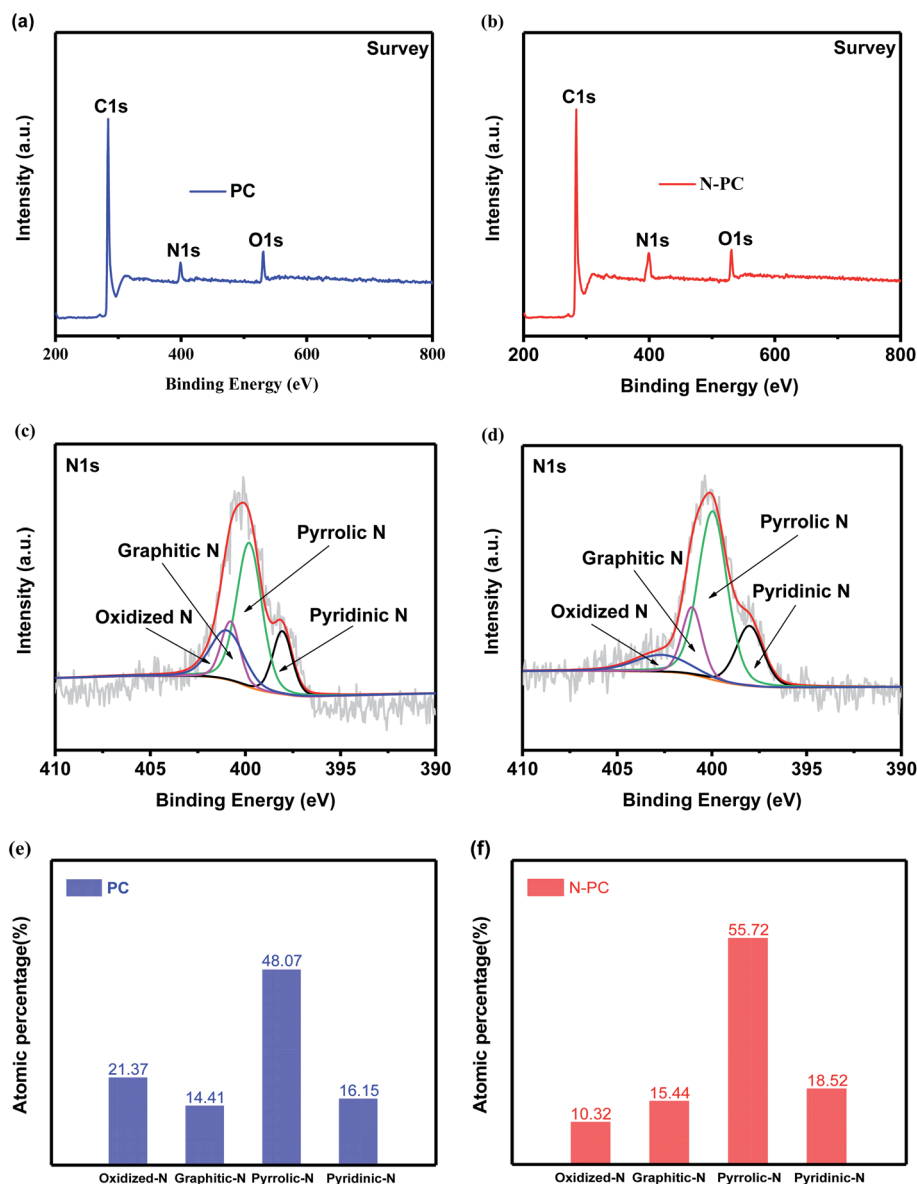 (a)
Survey
C1s
PC
N1s
O1s
Intensity (a.u.)
200 400 600 800
Binding Energy (eV)
(b)
Survey
C1s
N-PC
N1s
O1s
Intensity (a.u.)
200 400 600 800
Binding Energy (eV)
(c)
N1s
Graphitic N
Pyrrolic N
Oxidized N
Pyridinic N
Intensity (a.u.)
410 405 400 395 390
Binding Energy (eV)
(d)
N1s
Pyrrolic N
Graphitic N
Oxidized N
Pyridinic N
Intensity (a.u.)
410 405 400 395 390
Binding Energy (eV)
(e)
PC
Atomic percentage(%)
21.37 14.41 48.07 16.15
Oxidized-N Graphitic-N Pyrrolic-N Pyridinic-N
(f)
N-PC
Atomic percentage(%)
10.32 15.44 55.72 18.52
Oxidized-N Graphitic-N Pyrrolic-N Pyridinic-N